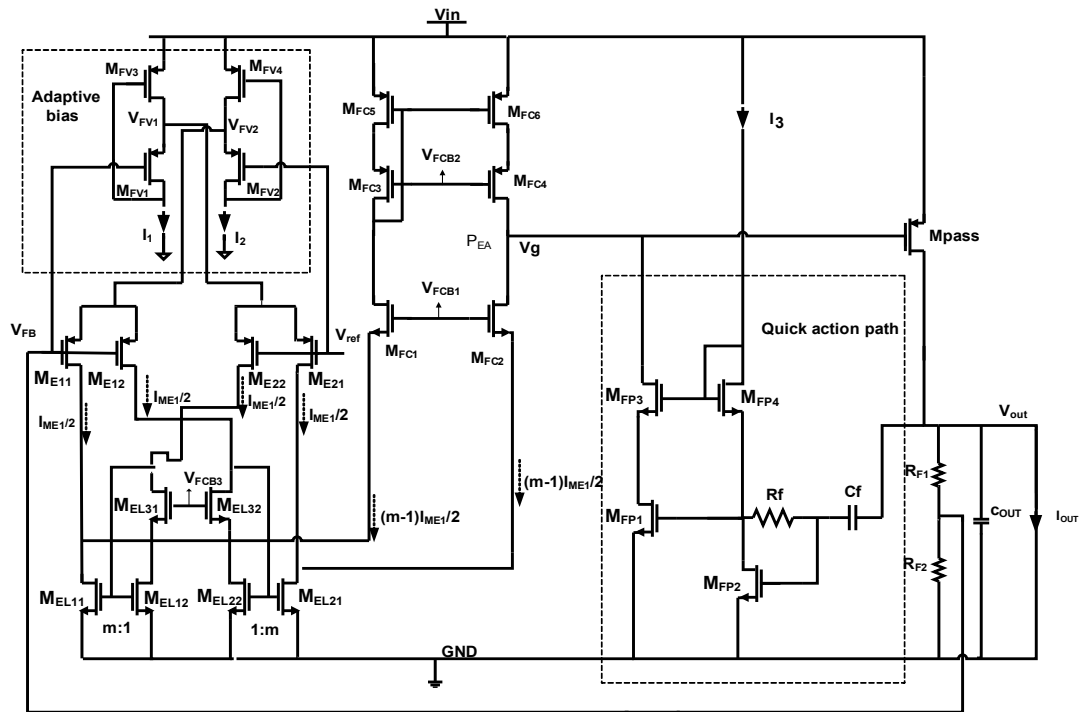 Vin
Adaptive bias
MFV3
MFV4
VFV1
VFV2
MFV1
MFV2
I1
I2
MFC5
MFC6
MFC3
VFCB2
MFC4
PEA
Vg
I3
Mpass
VFB
Vref
VFCB1
MFC1
MFC2
Quick action path
ME11
ME12
ME22
ME21
IME1/2
IME1/2
IME1/2
IME1/2
MFP3
MFP4
Vout
VFCB3
MEL31
MEL32
(m-1)IME1/2
(m-1)IME1/2
MFP1
Rf
Cf
RF1
cOUT
IOUT
MFP2
RF2
MEL11
MEL12
MEL22
MEL21
m:1
1:m
GND